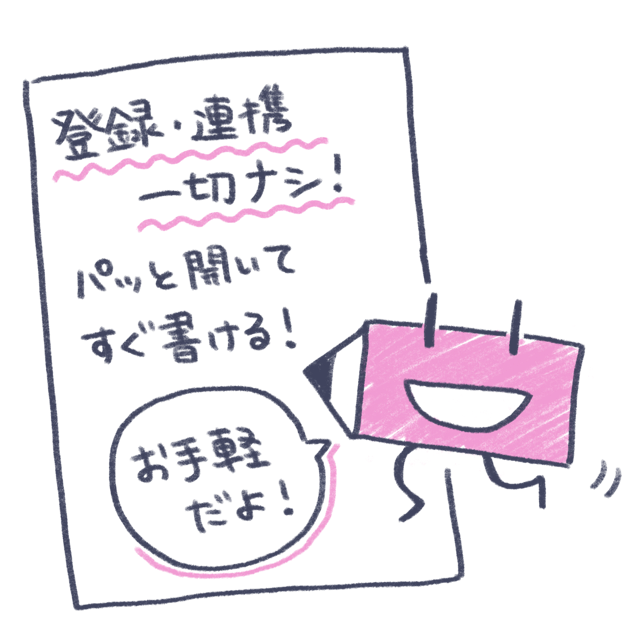 登録・連携
一切ナシ！
パッと開いて
すぐ書ける！
お手軽
だよ！